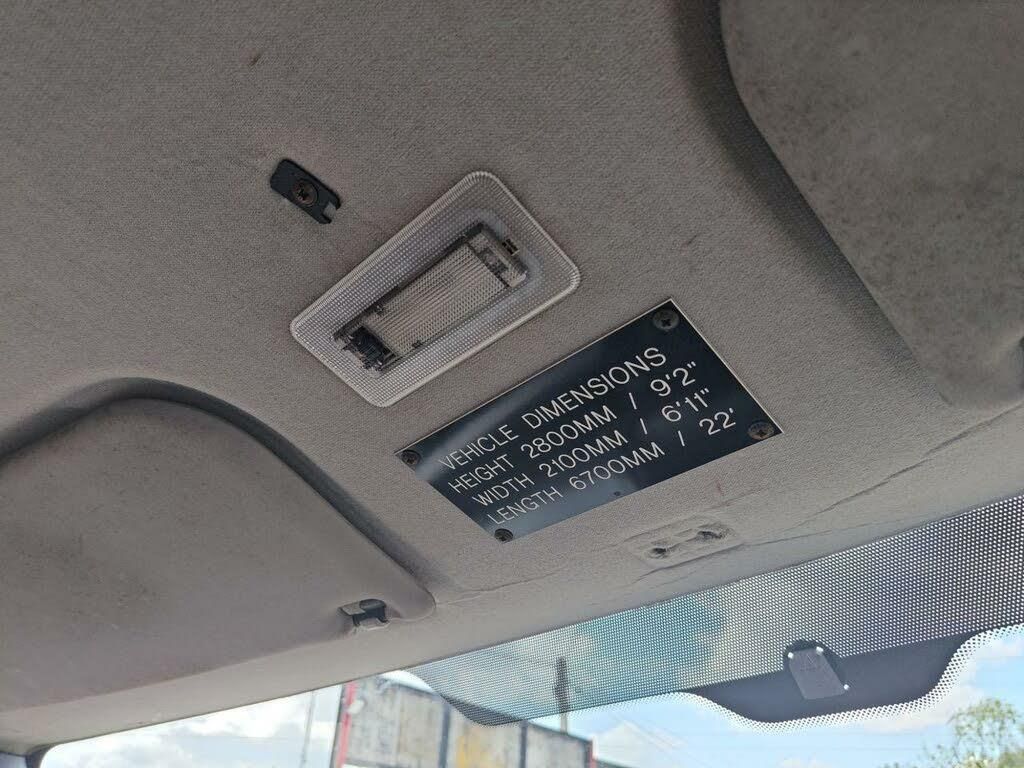 VEHICLE DIMENSIONS
HEIGHT 2800MM / 9'2"
WIDTH 2100MM / 6'11"
LENGTH 6700MM / 22'